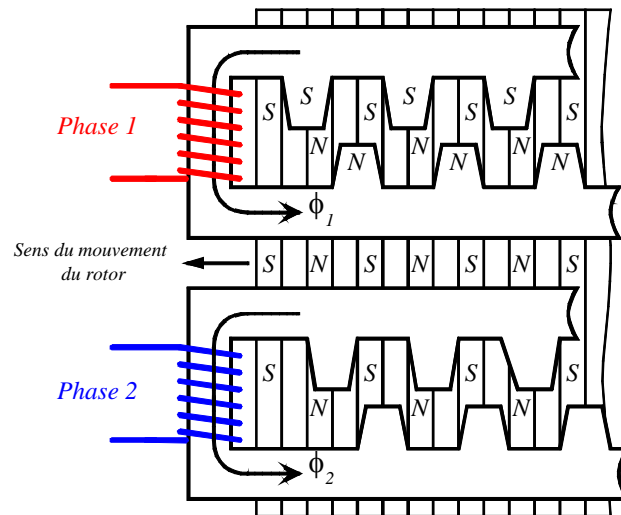 S S S S S S S
Phase 1
N N N N N N
ϕ1
Sens du mouvement
du rotor
S N S N S N S
S S S S
Phase 2
N N N
ϕ2